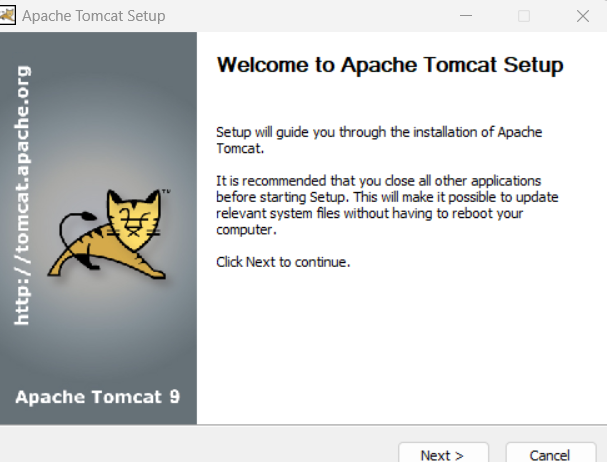 Apache Tomcat Setup
http://tomcat.apache.org
TM
Apache Tomcat 9
Welcome to Apache Tomcat Setup
Setup will guide you through the installation of Apache
Tomcat.
It is recommended that you close all other applications
before starting Setup. This will make it possible to update
relevant system files without having to reboot your
computer.
Click Next to continue.
Next >
Cancel